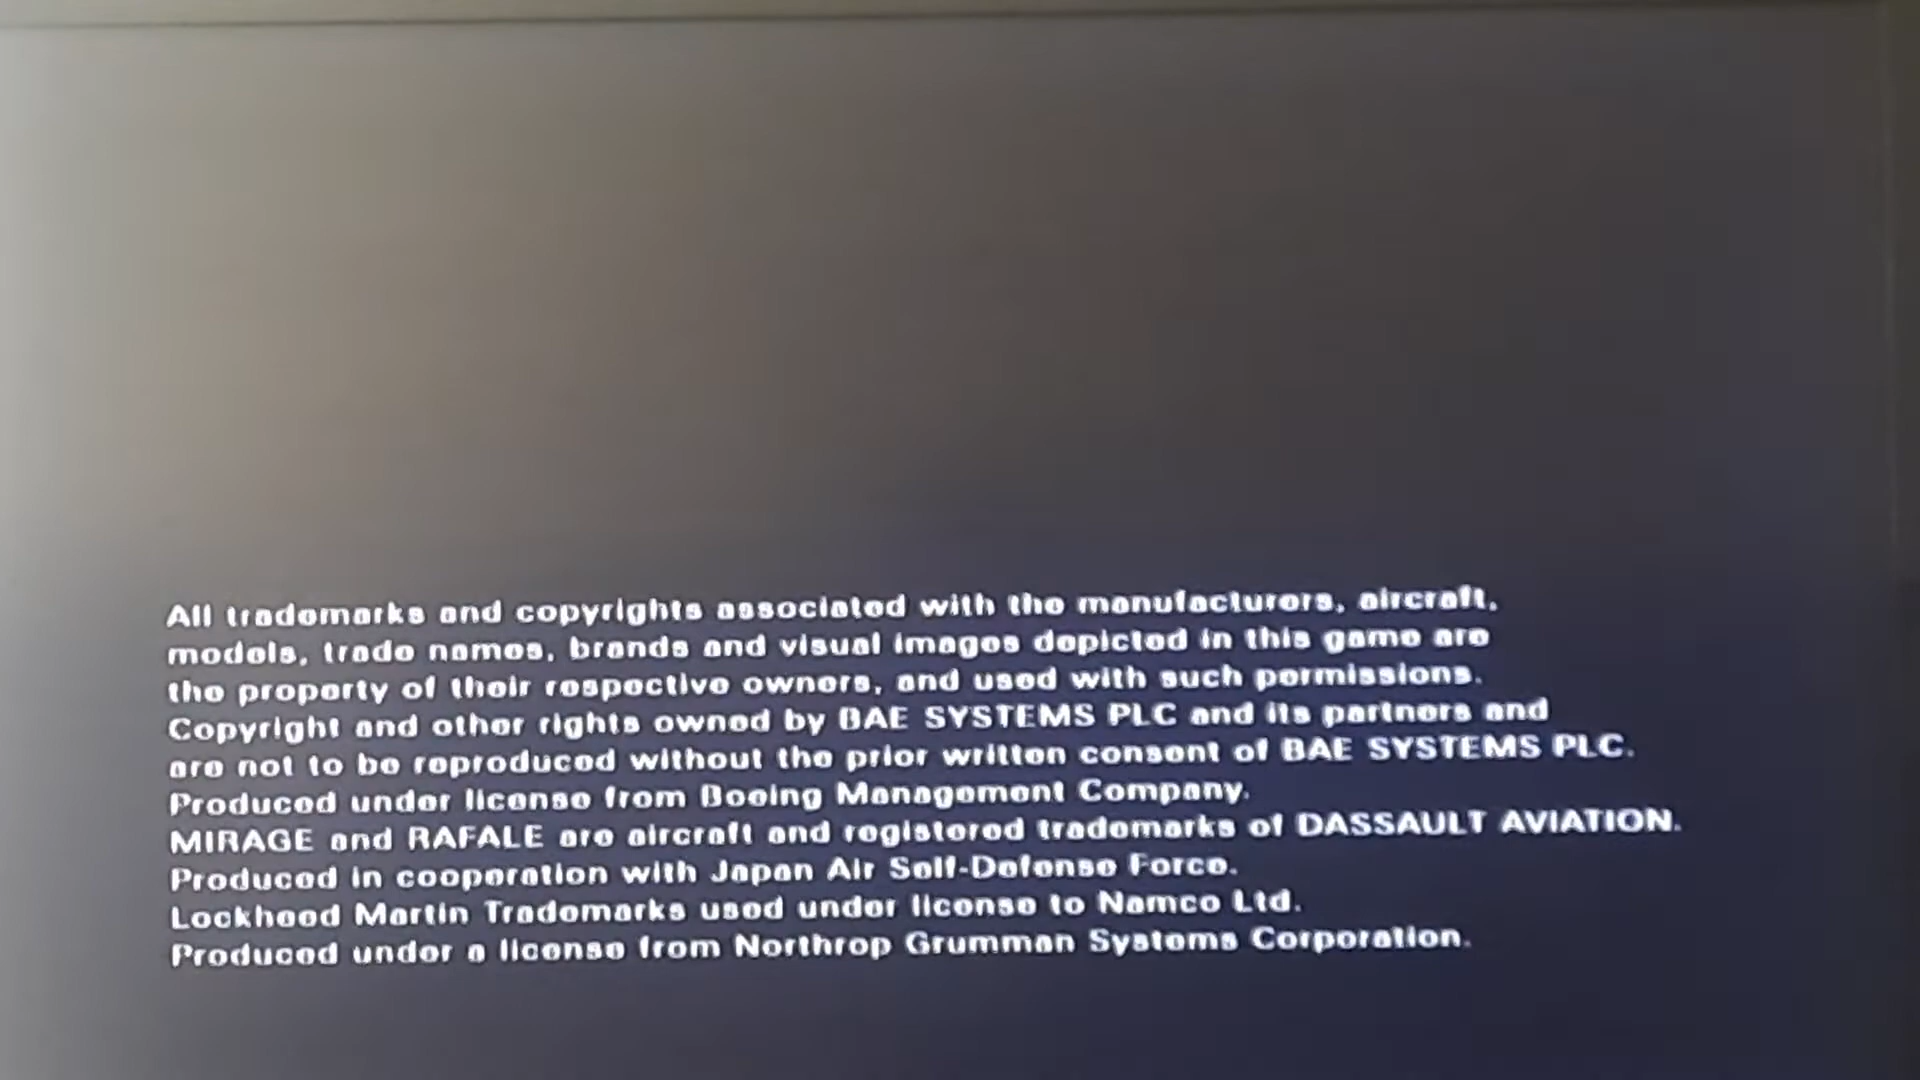 All trademarks and copyrights associated with the manufacturers, aircraft,
models, trade names, brands and visual images depicted in this game are
the property of their respective owners, and used with such permissions.
Copyright and other rights owned by BAE SYSTEMS PLC and its partners and
are not to be reproduced without the prior written consent of BAE SYSTEMS PLC.
Produced under license from Boeing Management Company.
MIRAGE and RAFALE are aircraft and registered trademarks of DASSAULT AVIATION.
Produced in cooperation with Japan Air Self-Defense Force.
Lockheed Martin Trademarks used under license to Namco Ltd.
Produced under a license from Northrop Grumman Systems Corporation.